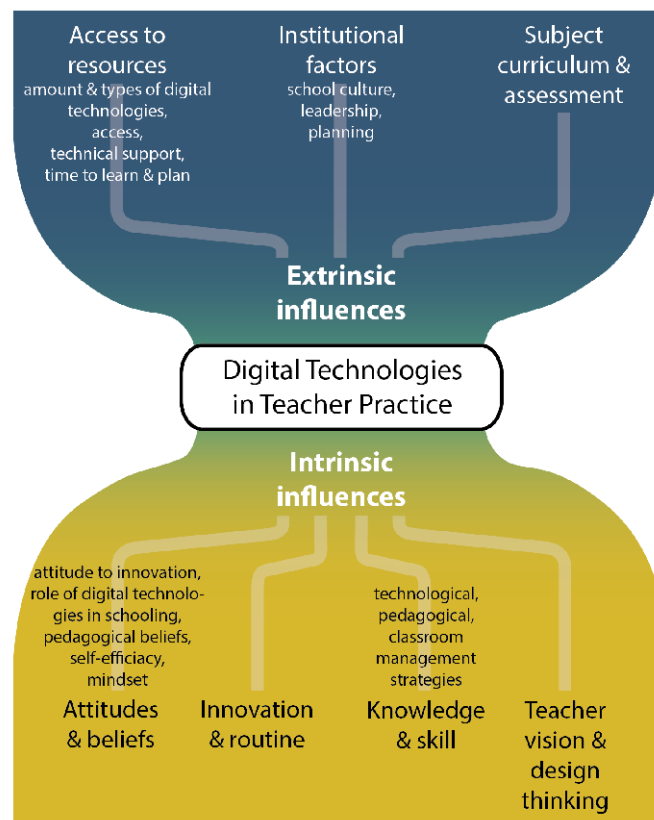 Access to
resources
amount & types of digital
technologies,
access,
technical support,
time to learn & plan
Institutional
factors
school culture,
leadership,
planning
Subject
curriculum &
assessment
Extrinsic
influences
Digital Technologies
in Teacher Practice
Intrinsic
influences
attitude to innovation,
role of digital technolo-
gies in schooling,
pedagogical beliefs,
self-efficiacy,
mindset
Attitudes
& beliefs
Innovation
& routine
technological,
pedagogical,
classroom
management
strategies
Knowledge
& skill
Teacher
vision &
design
thinking